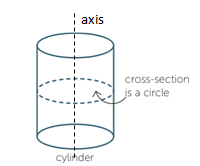 axis
cross-section
is a circle
cylinder